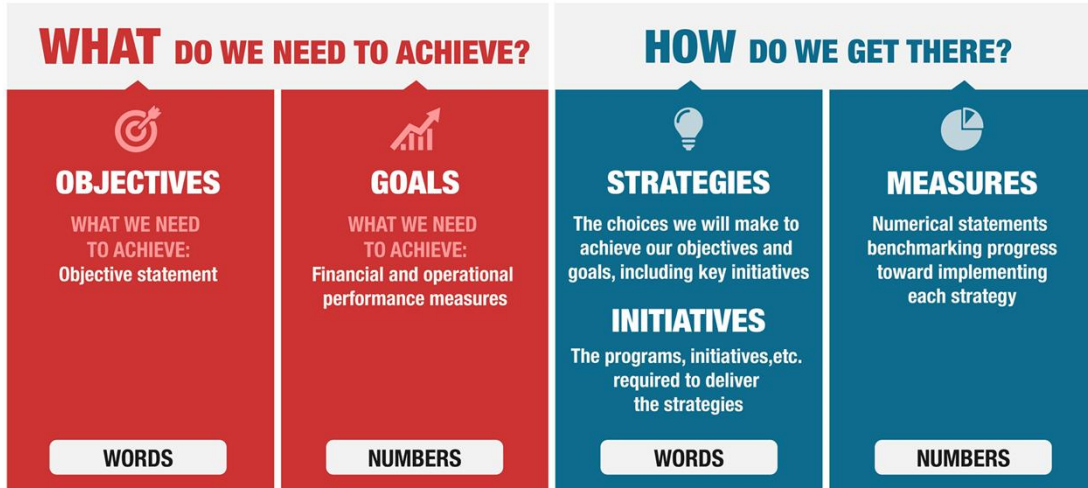 WHAT DO WE NEED TO ACHIEVE?
HOW DO WE GET THERE?
OBJECTIVES
WHAT WE NEED
TO ACHIEVE:
Objective statement
WORDS
GOALS
WHAT WE NEED
TO ACHIEVE:
Financial and operational
performance measures
NUMBERS
STRATEGIES
The choices we will make to
achieve our objectives and
goals, including key initiatives
INITIATIVES
The programs, initiatives,etc.
required to deliver
the strategies
WORDS
MEASURES
Numerical statements
benchmarking progress
toward implementing
each strategy
NUMBERS